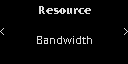 Resource
< Bandwidth >